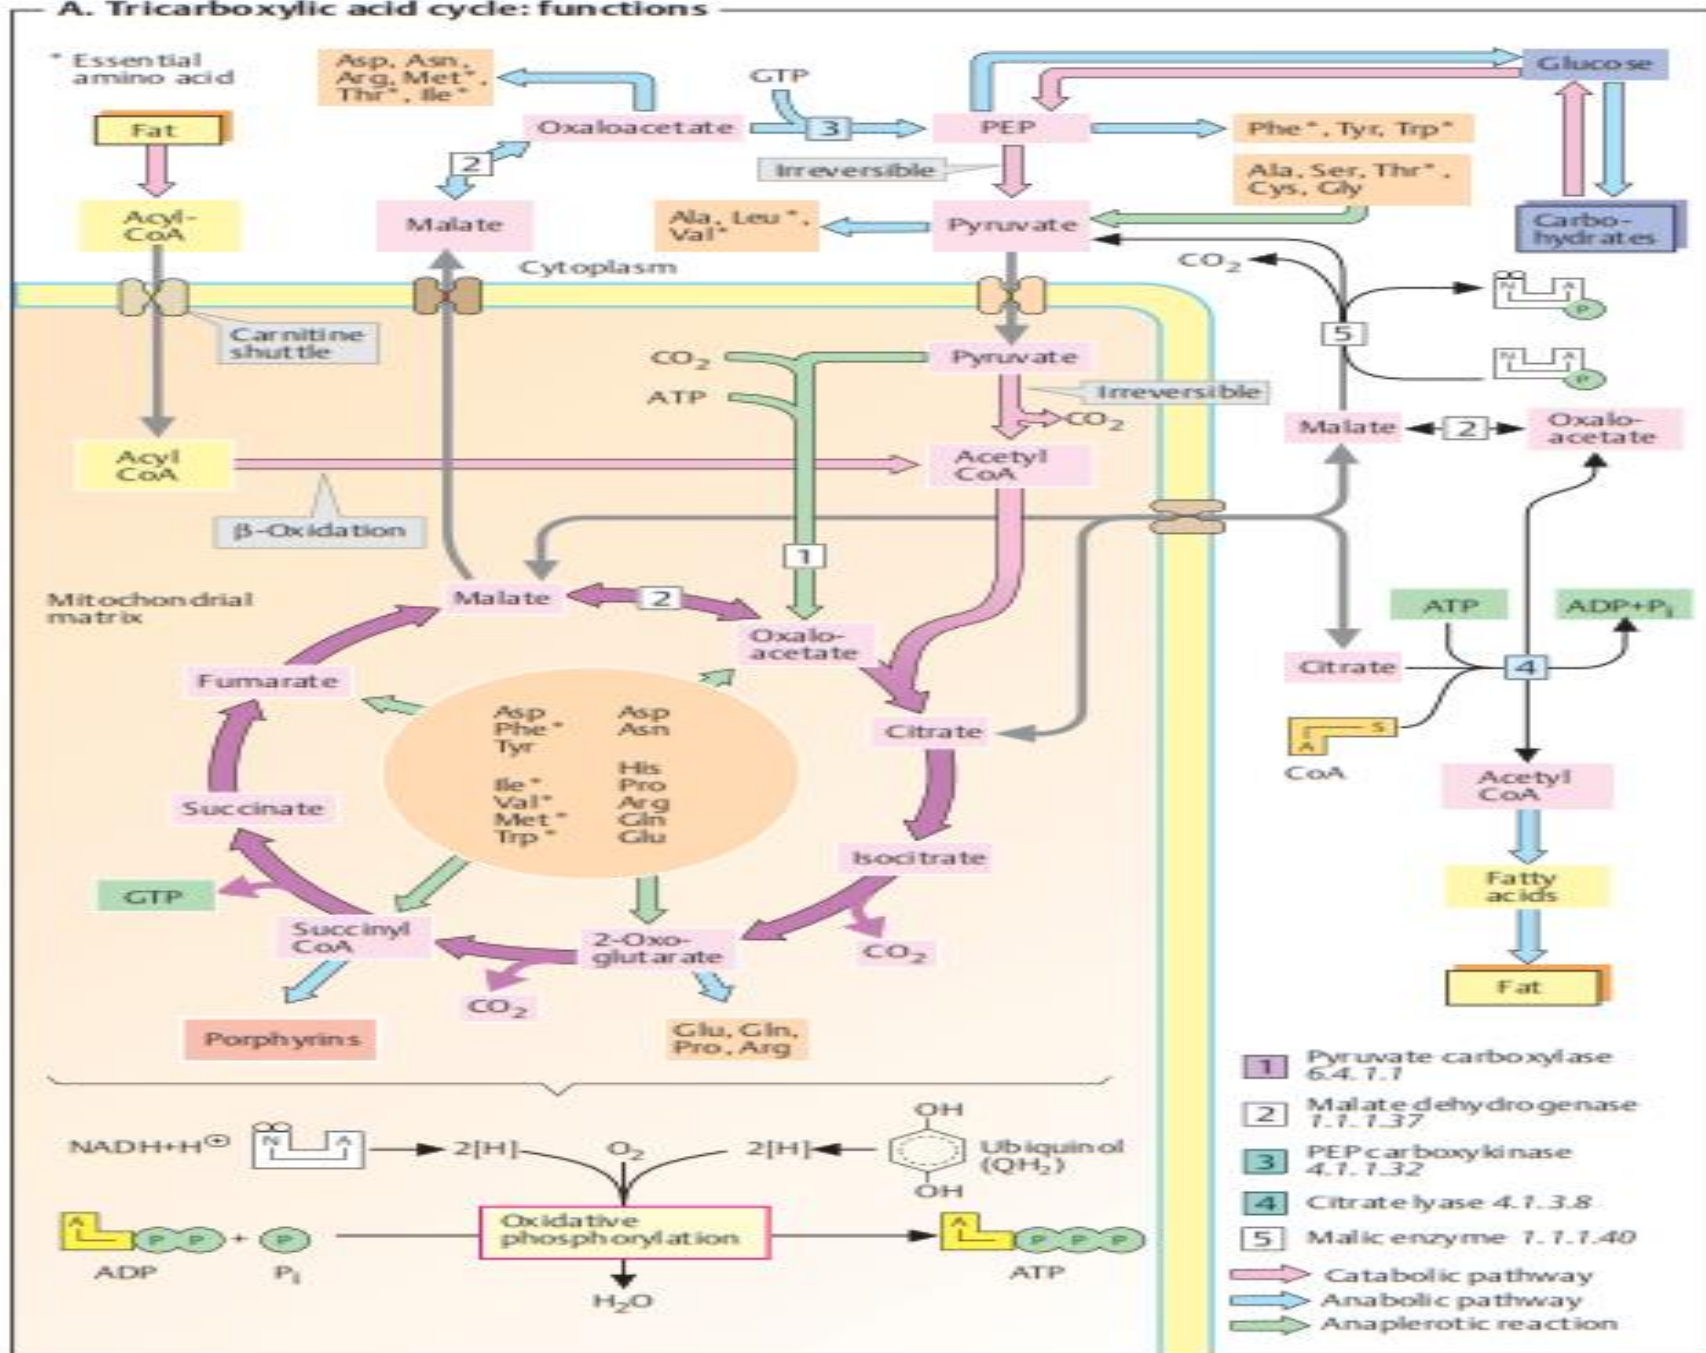 A. Tricarboxylic acid cycle: functions
* Essential
amino acid
Asp, Asn,
Arg, Met*,
Thr*, Ile*
GTP
Glucose
Fat
Oxaloacetate
3
PEP
Phe*, Tyr, Trp*
2
Irreversible
Ala, Ser, Thr*,
Cys, Gly
Acyl-
CoA
Malate
Ala, Leu*,
Val*
Pyruvate
Carbo-
hydrates
Cytoplasm
CO2
N A
P
Carnitine
shuttle
5
CO2
Pyruvate
N A
P
ATP
Irreversible
CO2
Malate
2
Oxalo-
acetate
Acyl
CoA
Acetyl
CoA
β-Oxidation
1
Mitochondrial
matrix
Malate
2
Oxalo-
acetate
ATP
ADP+Pi
Fumarate
Citrate
4
Asp
Phe*
Tyr
Ile*
Val*
Met*
Trp*
Asp
Asn
His
Pro
Arg
Gln
Glu
Citrate
S
A
CoA
Acetyl
CoA
Succinate
Isocitrate
GTP
Fatty
acids
Succinyl
CoA
2-Oxo-
glutarate
CO2
CO2
Fat
Porphyrins
Glu, Gln,
Pro, Arg
1 Pyruvate carboxylase
6.4.1.1
2 Malate dehydrogenase
1.1.1.37
3 PEP carboxykinase
4.1.1.32
4 Citrate lyase 4.1.3.8
5 Malic enzyme 1.1.1.40
Catabolic pathway
Anabolic pathway
Anaplerotic reaction
NADH+H⊕
N A
2[H]
O2
2[H]
OH
OH
Ubiquinol
(QH2)
A P P + P
ADP Pi
Oxidative
phosphorylation
A P P P
ATP
H2O